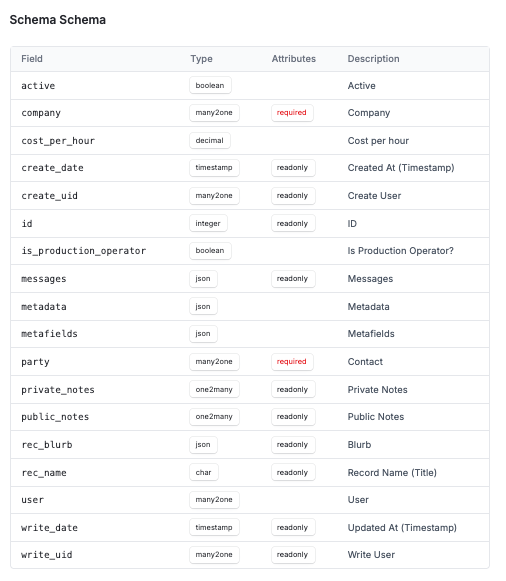 Schema Schema
Field Type Attributes Description
active boolean Active
company many2one required Company
cost_per_hour decimal Cost per hour
create_date timestamp readonly Created At (Timestamp)
create_uid many2one readonly Create User
id integer readonly ID
is_production_operator boolean Is Production Operator?
messages json readonly Messages
metadata json Metadata
metafields json Metafields
party many2one required Contact
private_notes one2many readonly Private Notes
public_notes one2many readonly Public Notes
rec_blurb json readonly Blurb
rec_name char readonly Record Name (Title)
user many2one User
write_date timestamp readonly Updated At (Timestamp)
write_uid many2one readonly Write User